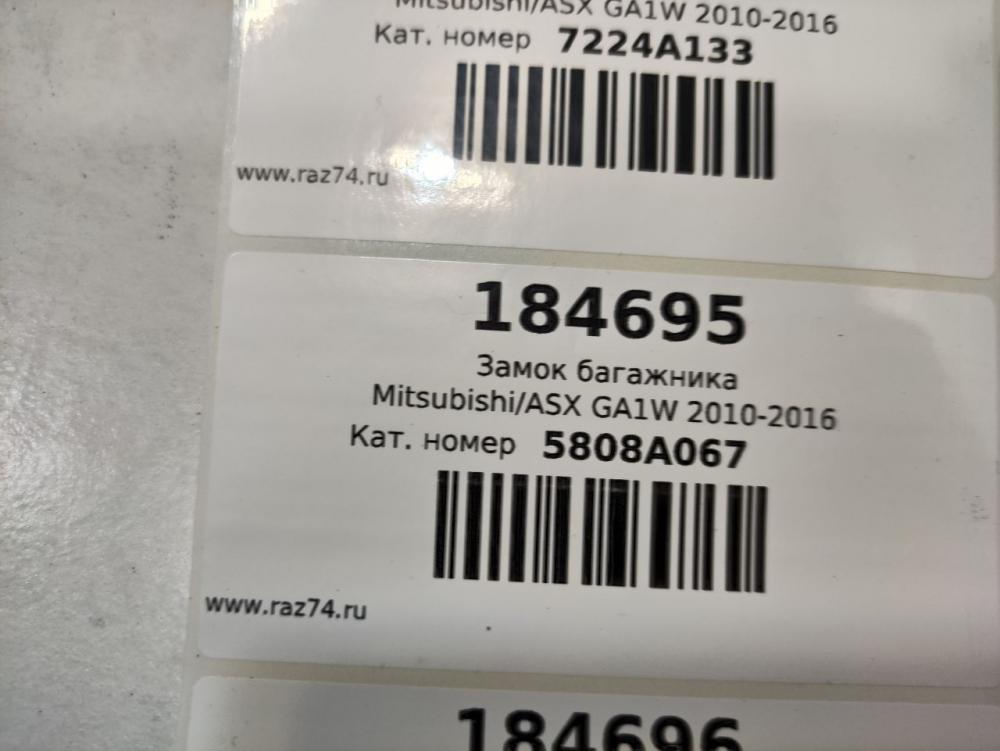 Mitsubishi/ASX GA1W 2010-2016
Кат. номер 7224A133
www.raz74.ru
184695
Замок багажника
Mitsubishi/ASX GA1W 2010-2016
Кат. номер 5808A067
www.raz74.ru
184696